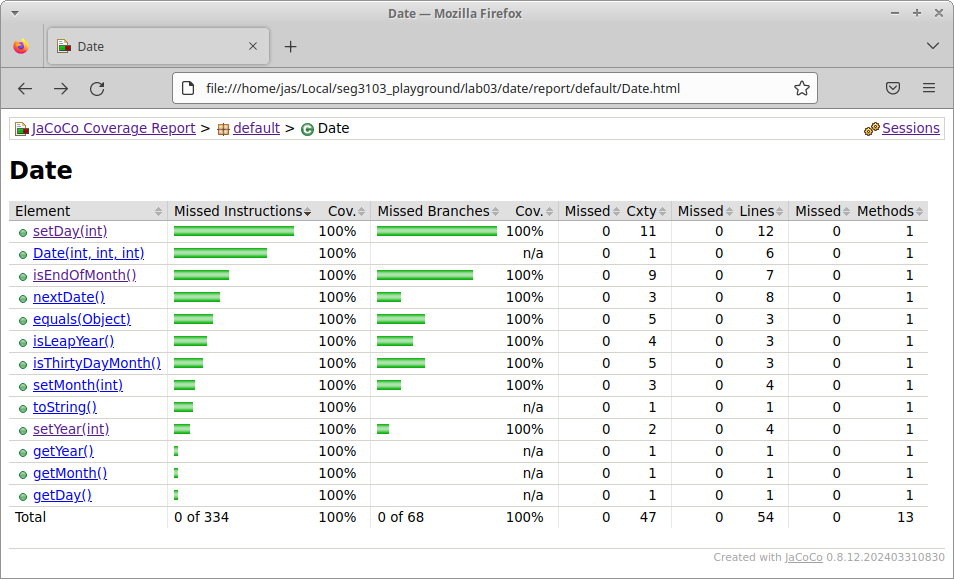 Date — Mozilla Firefox
Date
file:///home/jas/Local/seg3103_playground/lab03/date/report/default/Date.html
JaCoCo Coverage Report > default > Date Sessions
Date
Element Missed Instructions Cov. Missed Branches Cov. Missed Cxty Missed Lines Missed Methods
setDay(int) 100% 100% 0 11 0 12 0 1
Date(int, int, int) 100% n/a 0 1 0 6 0 1
isEndOfMonth() 100% 100% 0 9 0 7 0 1
nextDate() 100% 100% 0 3 0 8 0 1
equals(Object) 100% 100% 0 5 0 3 0 1
isLeapYear() 100% 100% 0 4 0 3 0 1
isThirtyDayMonth() 100% 100% 0 5 0 3 0 1
setMonth(int) 100% 100% 0 3 0 4 0 1
toString() 100% n/a 0 1 0 1 0 1
setYear(int) 100% 100% 0 2 0 4 0 1
getYear() 100% n/a 0 1 0 1 0 1
getMonth() 100% n/a 0 1 0 1 0 1
getDay() 100% n/a 0 1 0 1 0 1
Total 0 of 334 100% 0 of 68 100% 0 47 0 54 0 13
Created with JaCoCo 0.8.12.202403310830